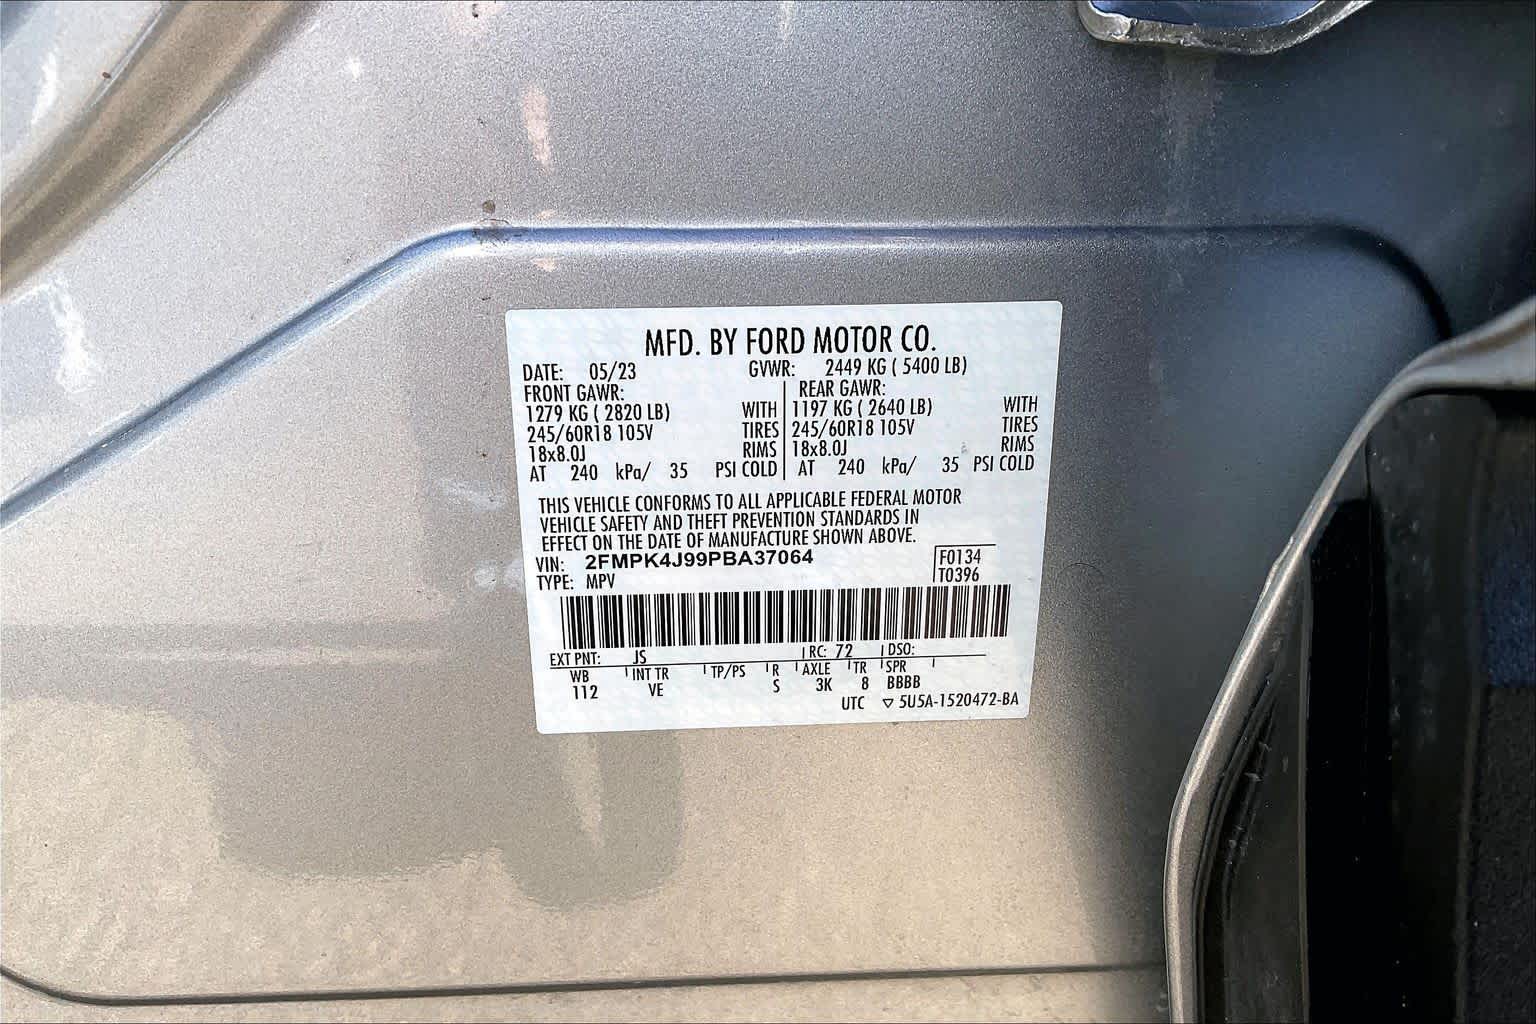 MFD. BY FORD MOTOR CO.
DATE: 05/23 GVWR: 2449 KG ( 5400 LB)
FRONT GAWR: REAR GAWR:
1279 KG ( 2820 LB) WITH 1197 KG ( 2640 LB) WITH
245/60R18 105V TIRES 245/60R18 105V TIRES
18x8.0J RIMS 18x8.0J RIMS
AT 240 kPa/ 35 PSI COLD AT 240 kPa/ 35 PSI COLD
THIS VEHICLE CONFORMS TO ALL APPLICABLE FEDERAL MOTOR
VEHICLE SAFETY AND THEFT PREVENTION STANDARDS IN
EFFECT ON THE DATE OF MANUFACTURE SHOWN ABOVE.
VIN: 2FMPK4J99PBA37064 F0134
TYPE: MPV T0396
EXT PNT: JS RC: 72 DSO:
WB INT TR TP/PS R AXLE TR SPR
112 VE S 3K 8 BBBB
UTC ▽ 5U5A-1520472-BA